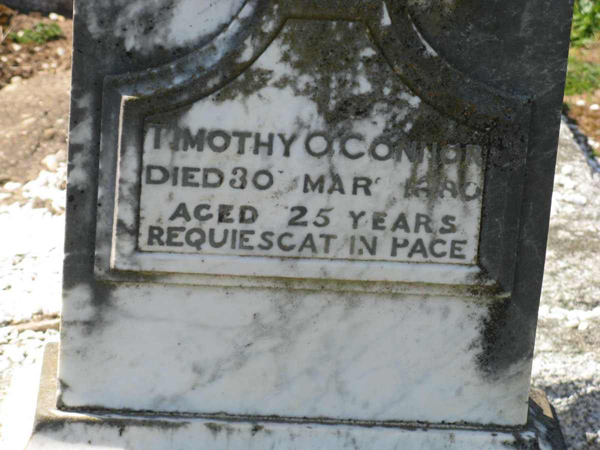 TIMOTHY O'CONNOR
DIED 30 MAR
AGED 25 YEARS
REQUIESCAT IN PACE